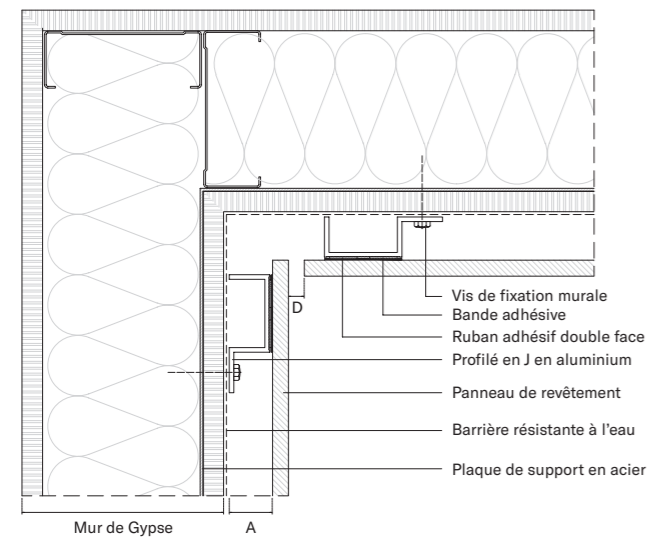 D
Vis de fixation murale
Bande adhésive
Ruban adhésif double face
Profilé en J en aluminium
Panneau de revêtement
Barrière résistante à l'eau
Plaque de support en acier
Mur de Gypse
A